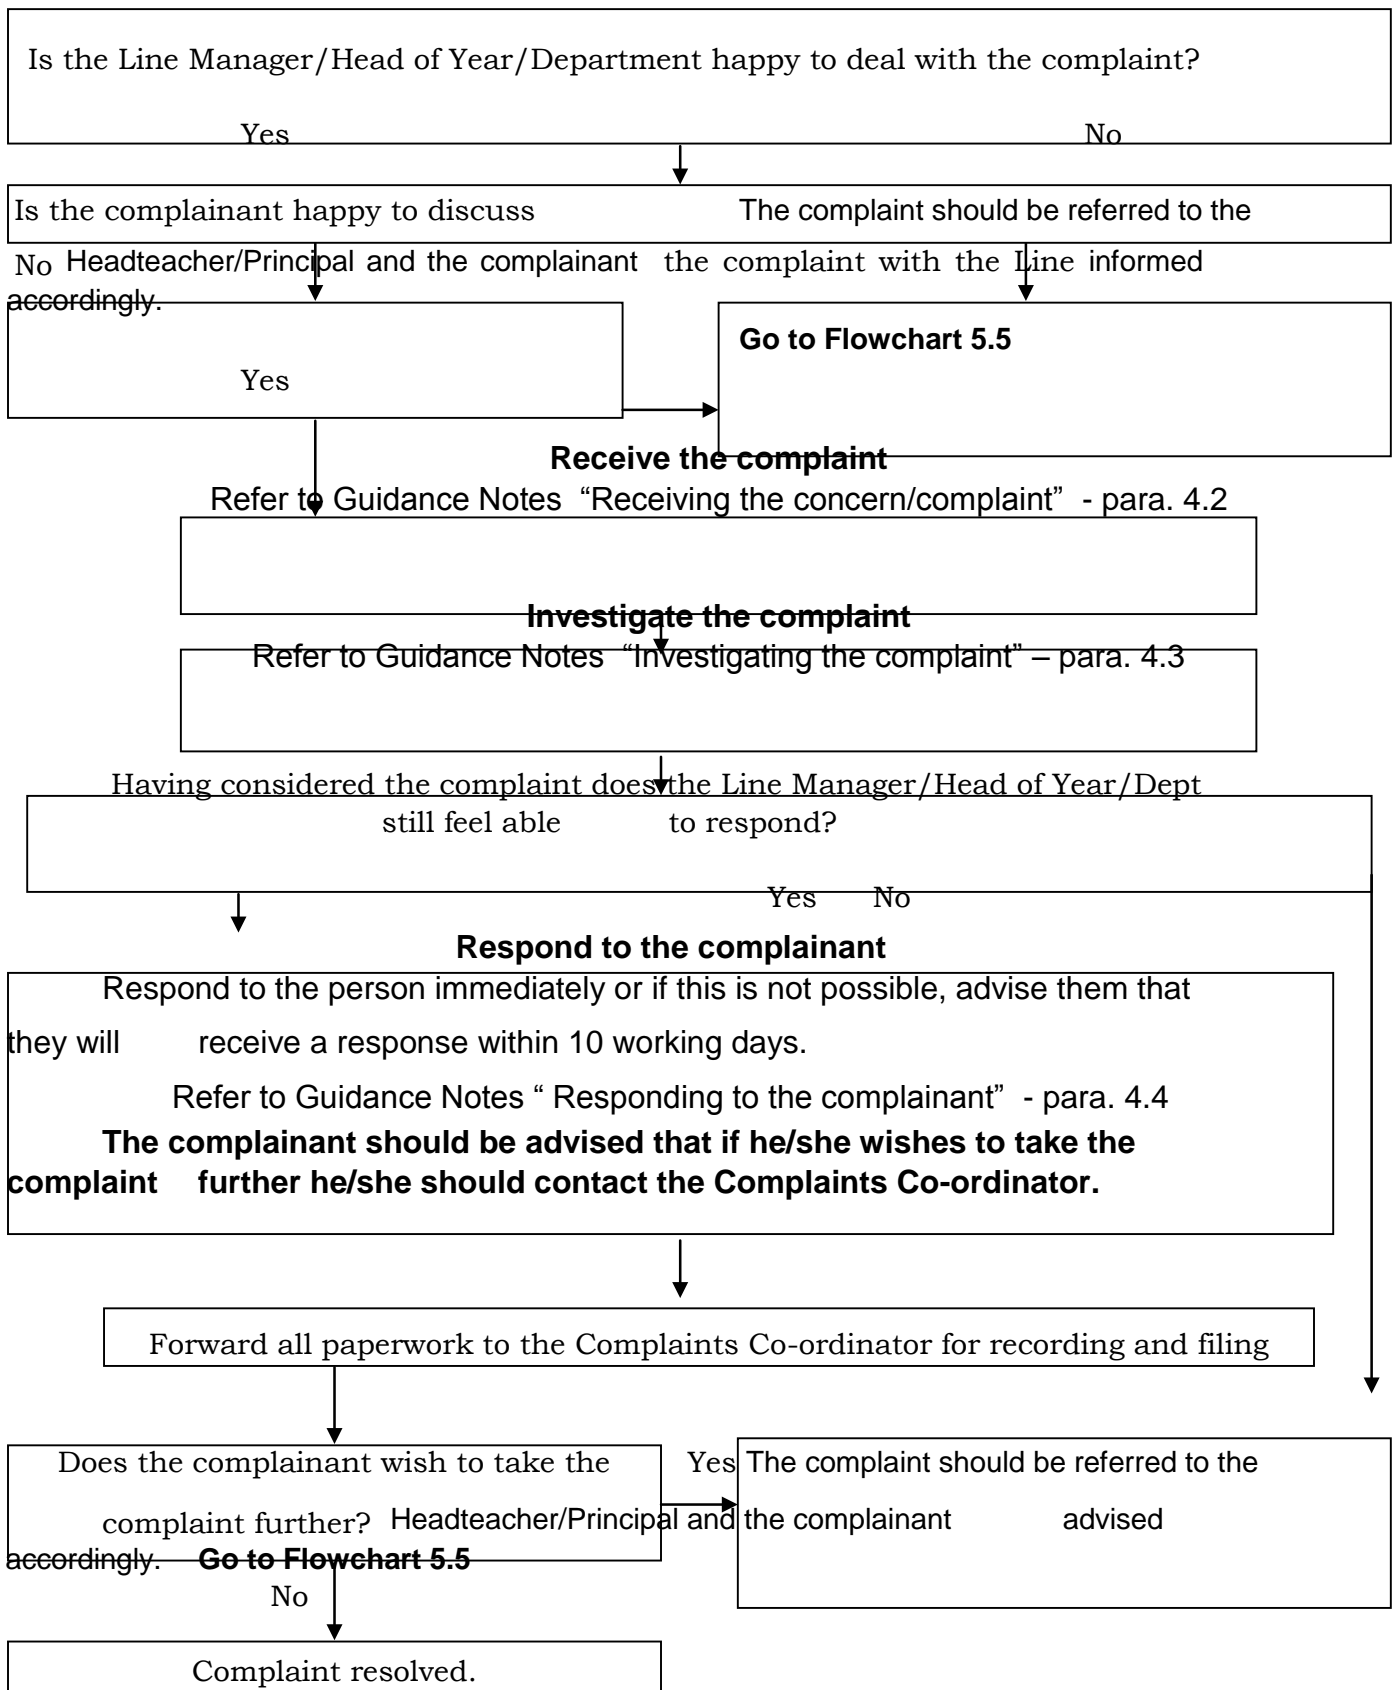 Is the Line Manager/Head of Year/Department happy to deal with the complaint?
Yes No
Is the complainant happy to discuss The complaint should be referred to the
No Headteacher/Principal and the complainant the complaint with the Line informed
accordingly.
Go to Flowchart 5.5
Yes
Receive the complaint
Refer to Guidance Notes “Receiving the concern/complaint” - para. 4.2
Investigate the complaint
Refer to Guidance Notes “Investigating the complaint” – para. 4.3
Having considered the complaint does the Line Manager/Head of Year/Dept
still feel able to respond?
Yes No
Respond to the complainant
Respond to the person immediately or if this is not possible, advise them that
they will receive a response within 10 working days.
Refer to Guidance Notes “ Responding to the complainant” - para. 4.4
The complainant should be advised that if he/she wishes to take the
complaint further he/she should contact the Complaints Co-ordinator.
Forward all paperwork to the Complaints Co-ordinator for recording and filing
Does the complainant wish to take the Yes The complaint should be referred to the
complaint further? Headteacher/Principal and the complainant advised
accordingly. Go to Flowchart 5.5
No
Complaint resolved.